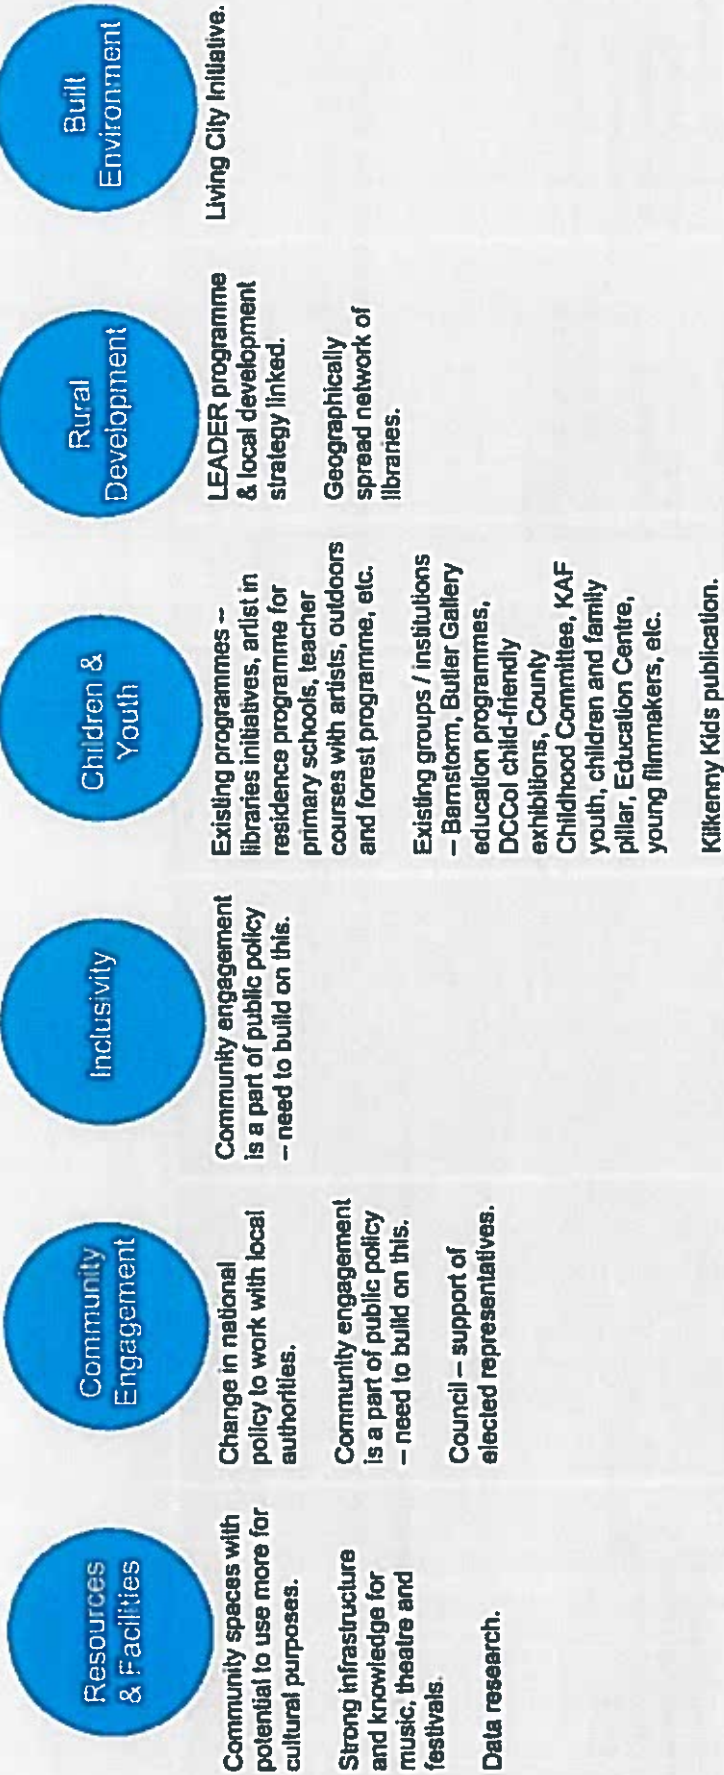 Resources
& Facilities
Community spaces with
potential to use more for
cultural purposes.
Strong infrastructure
and knowledge for
music, theatre and
festivals.
Data research.
Community
Engagement
Change in national
policy to work with local
authorities.
Community engagement
is a part of public policy
– need to build on this.
Council – support of
elected representatives.
Inclusivity
Community engagement
is a part of public policy
– need to build on this.
Children &
Youth
Existing programmes –
libraries initiatives, artist in
residence programme for
primary schools, teacher
courses with artists, outdoors
and forest programme, etc.
Existing groups / institutions
– Barnstorm, Butler Gallery
education programmes,
DCCoI child-friendly
exhibitions, County
Childhood Committee, KAF
youth, children and family
pillar, Education Centre,
young filmmakers, etc.
Kilkenny Kids publication.
Rural
Development
LEADER programme
& local development
strategy linked.
Geographically
spread network of
libraries.
Built
Environment
Living City Initiative.